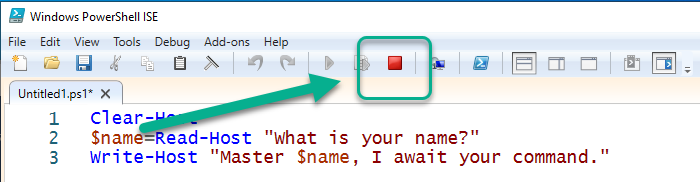 Windows PowerShell ISE
File Edit View Tools Debug Add-ons Help
Untitled1.ps1* X
1 Clear-Host
2 $name=Read-Host "What is your name?"
3 Write-Host "Master $name, I await your command."